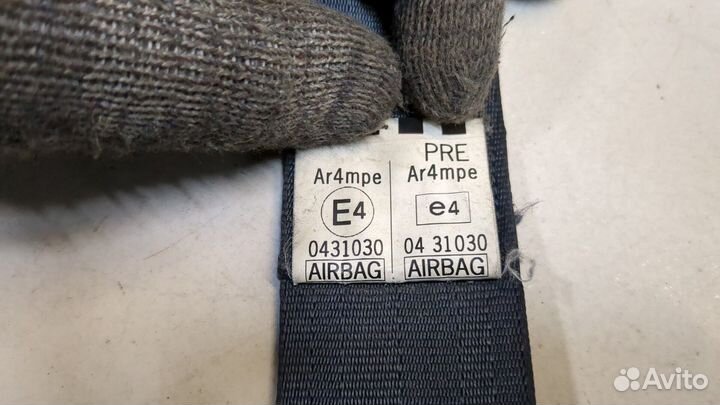 PRE
Ar4mpe Ar4mpe
E4 e4
0431030 04 31030
AIRBAG AIRBAG
Avito